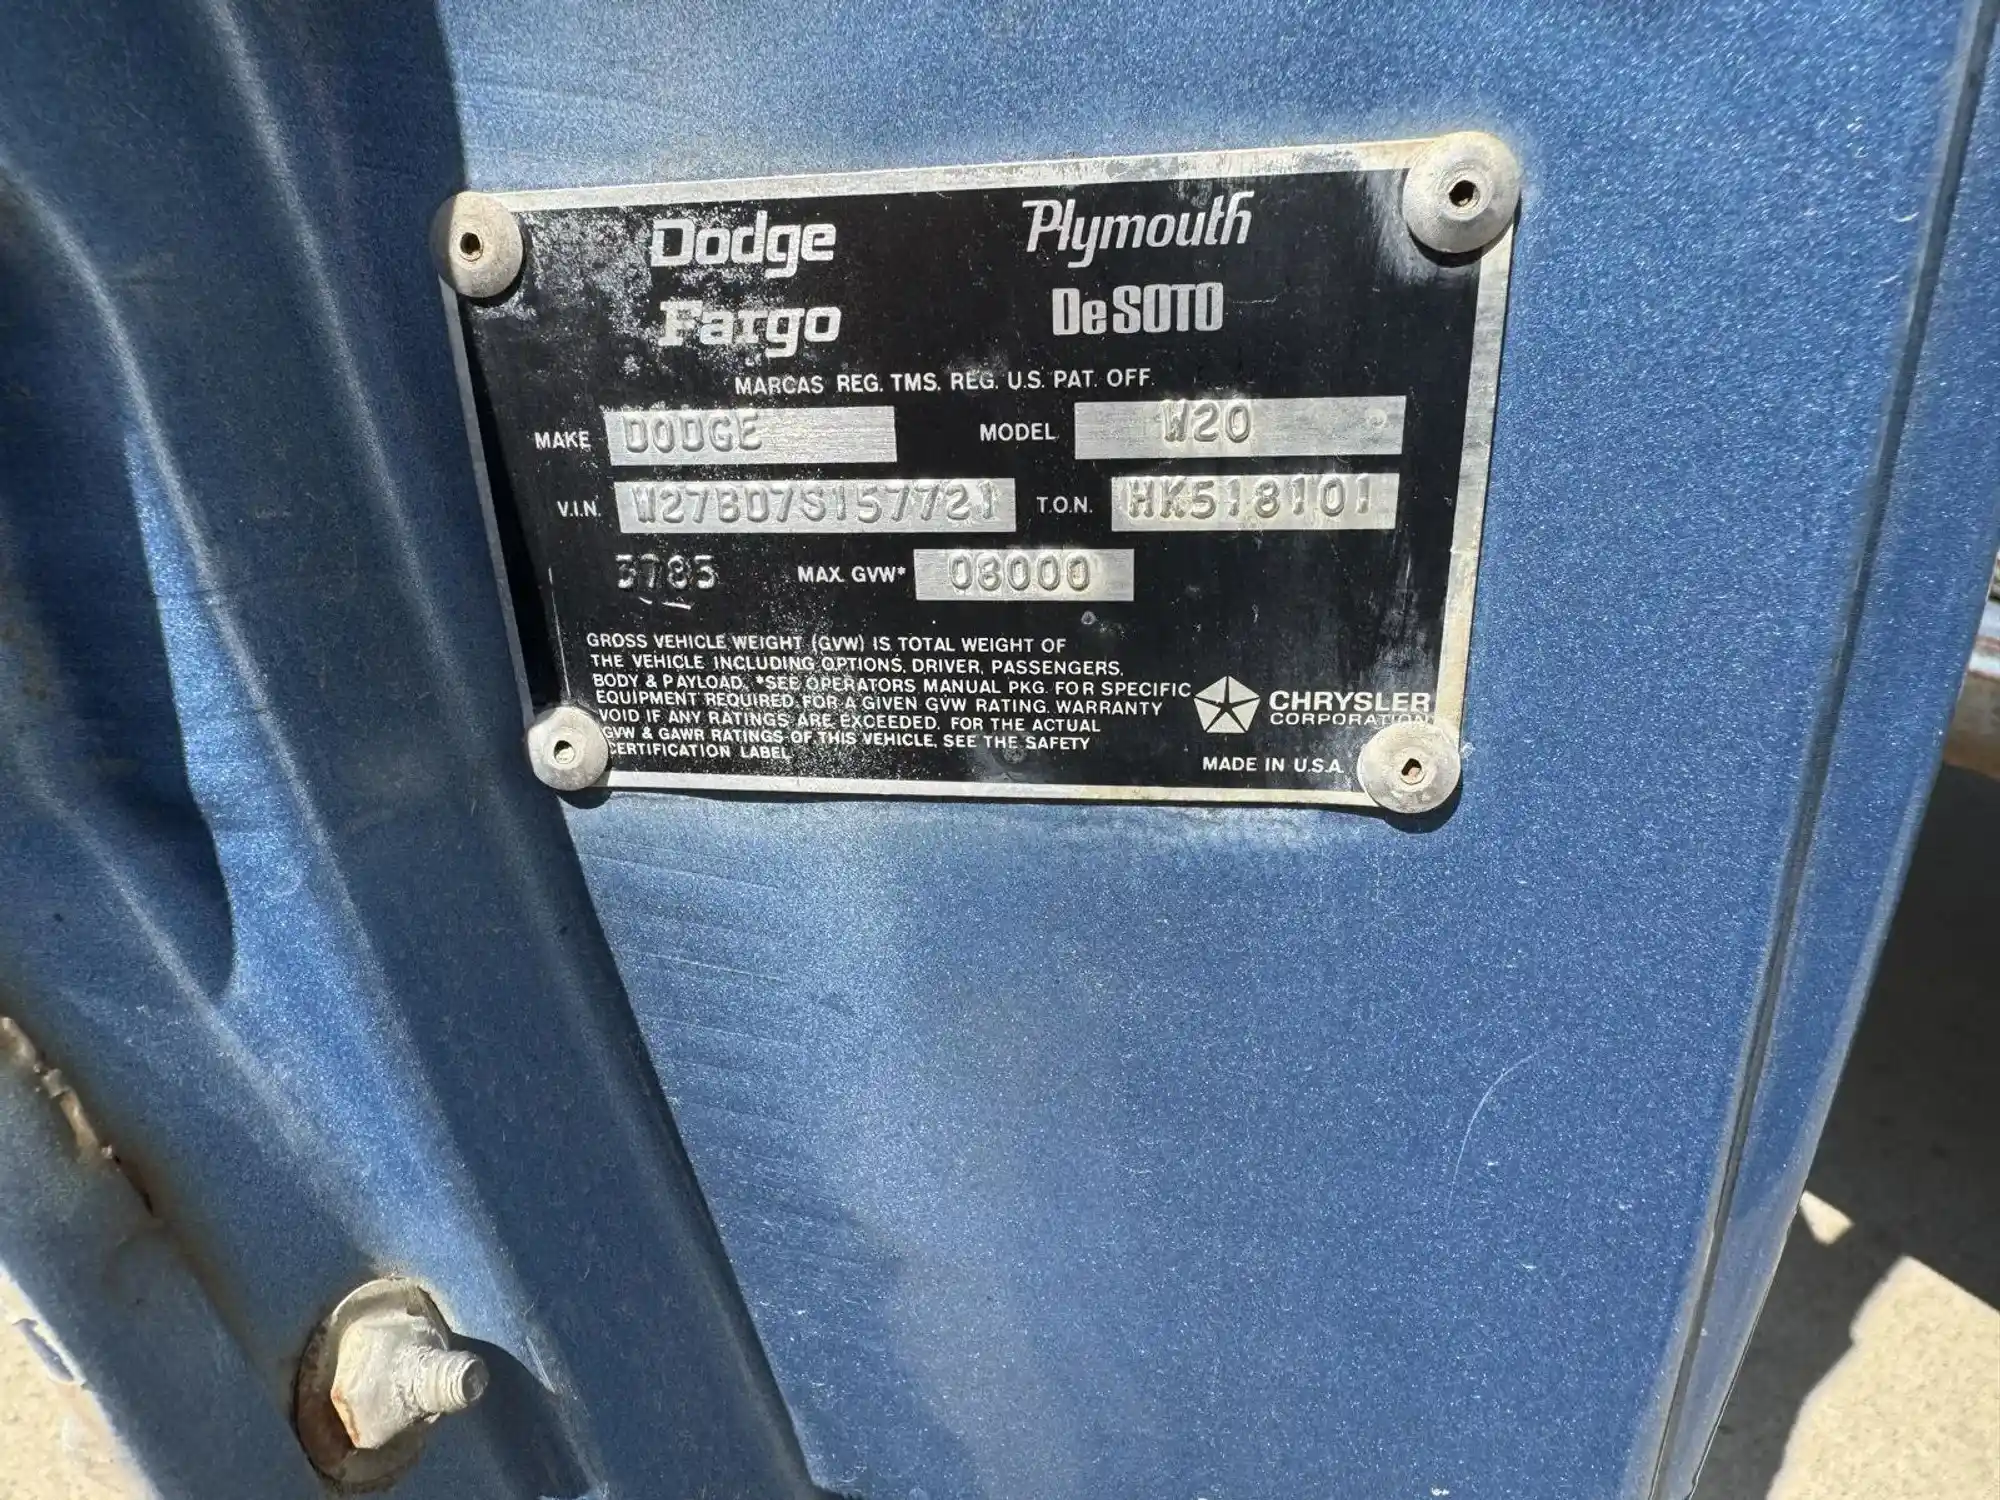 Dodge Plymouth
Fargo DeSOTO
MARCAS REG. TMS. REG. U.S. PAT. OFF.
MAKE DODGE MODEL W20
V.I.N. W27BD7S157721 T.O.N. HK518101
3785 MAX. GVW* 08000
GROSS VEHICLE WEIGHT (GVW) IS TOTAL WEIGHT OF
THE VEHICLE INCLUDING OPTIONS, DRIVER, PASSENGERS,
BODY & PAYLOAD. *SEE OPERATORS MANUAL PKG. FOR SPECIFIC
EQUIPMENT REQUIRED FOR A GIVEN GVW RATING. WARRANTY
VOID IF ANY RATINGS ARE EXCEEDED. FOR THE ACTUAL
GVW & GAWR RATINGS OF THIS VEHICLE, SEE THE SAFETY
CERTIFICATION LABEL.
CHRYSLER
CORPORATION
MADE IN U.S.A.